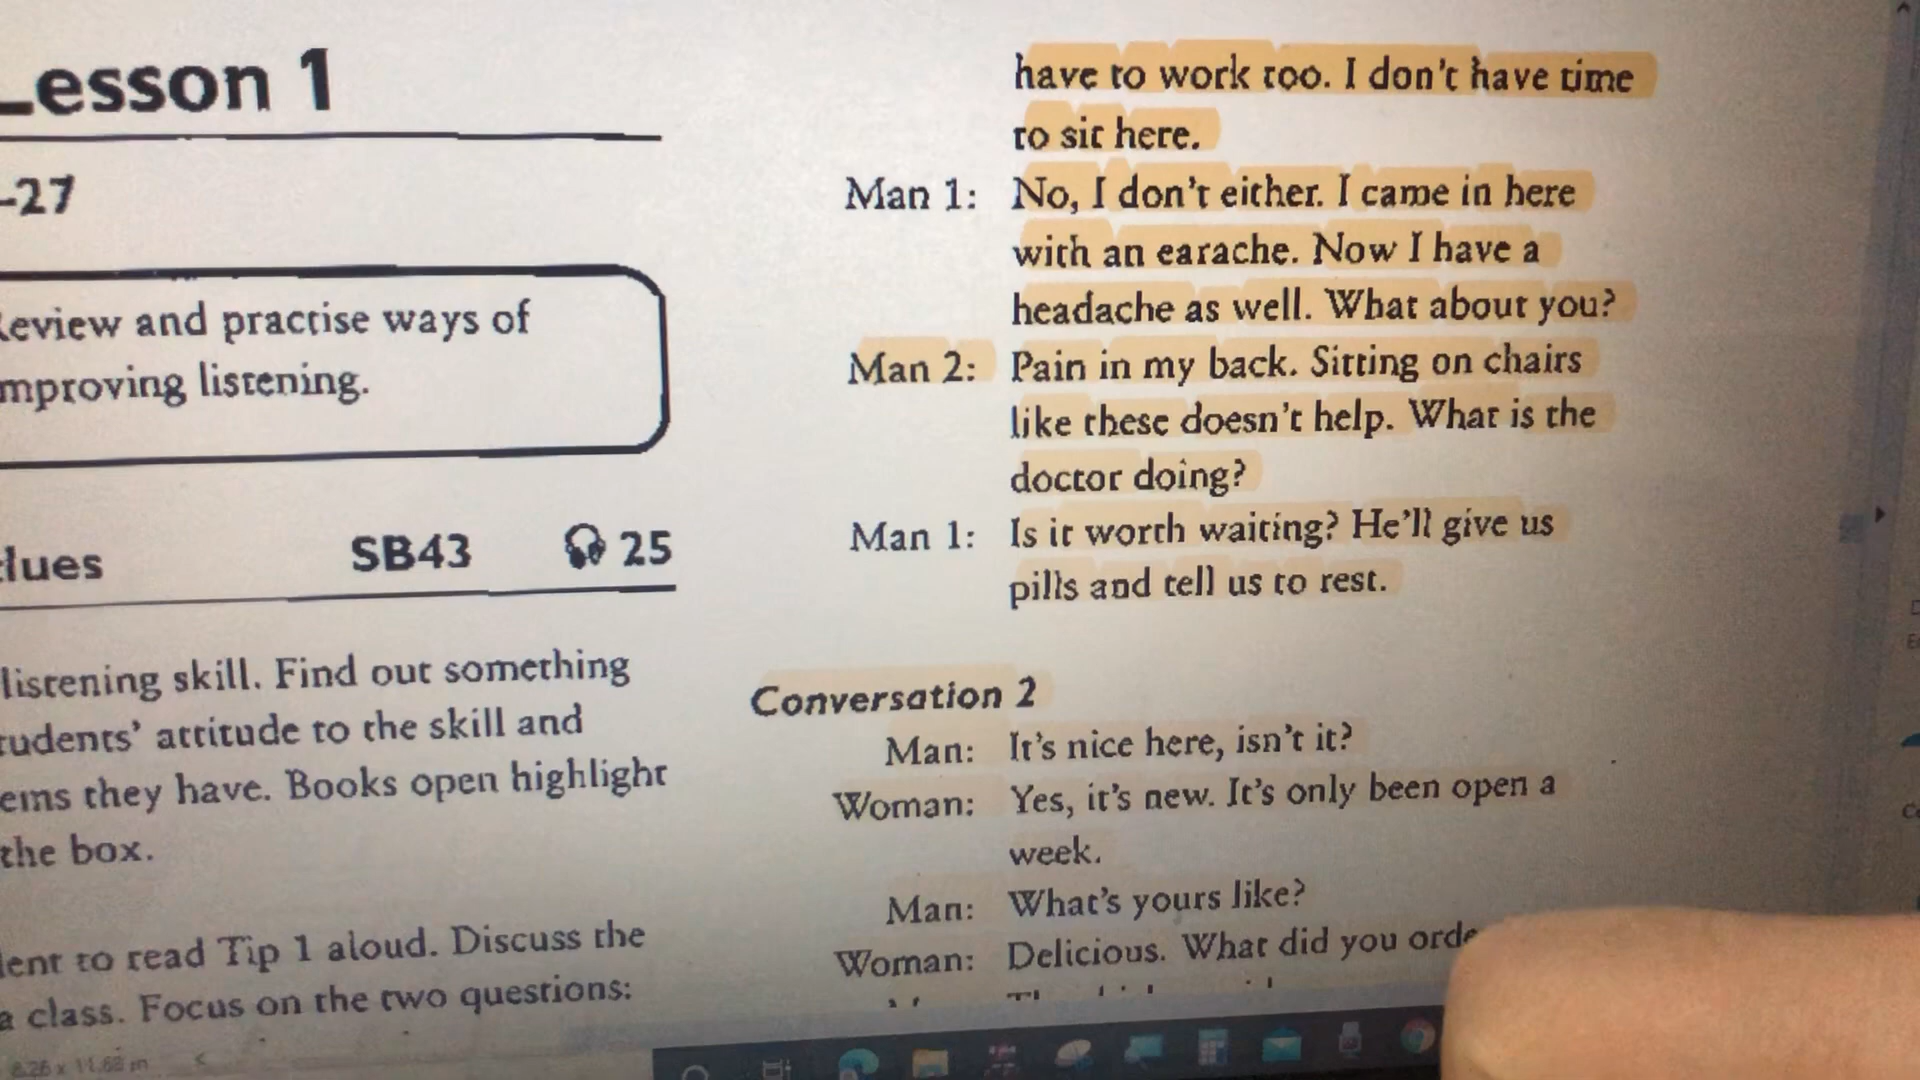 Lesson 1
-27
Review and practise ways of
improving listening.
clues SB43 25
listening skill. Find out something
students' attitude to the skill and
they have. Books open highlight
the box.
to read Tip 1 aloud. Discuss the
a class. Focus on the two questions:
have to work too. I don't have time
to sit here.
Man 1: No, I don't either. I came in here
with an earache. Now I have a
headache as well. What about you?
Man 2: Pain in my back. Sitting on chairs
like these doesn't help. What is the
doctor doing?
Man 1: Is it worth waiting? He'll give us
pills and tell us to rest.
Conversation 2
Man: It's nice here, isn't it?
Woman: Yes, it's new. It's only been open a
week.
Man: What's yours like?
Woman: Delicious. What did you orde